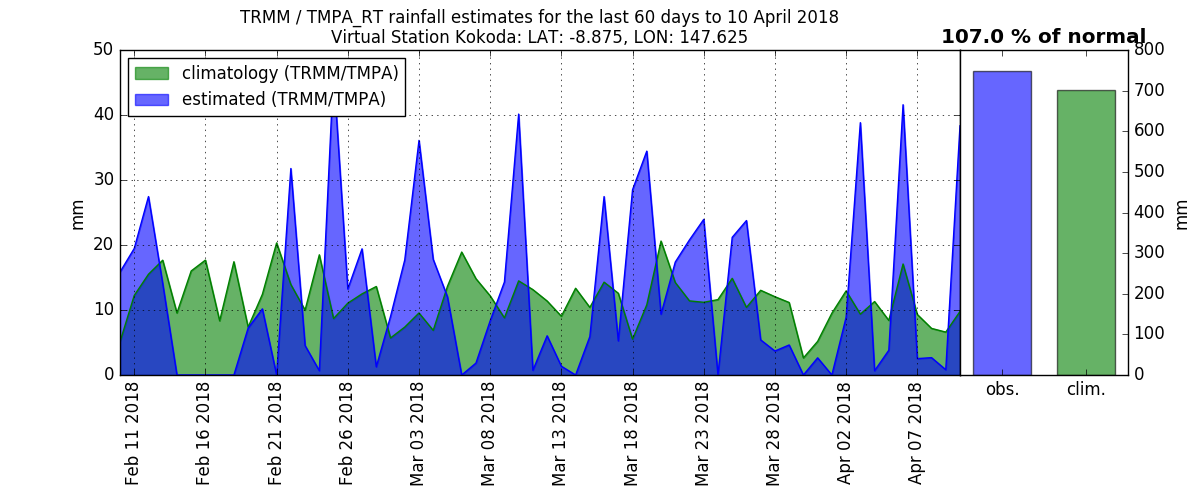 TRMM / TMPA_RT rainfall estimates for the last 60 days to 10 April 2018
Virtual Station Kokoda: LAT: -8.875, LON: 147.625
107.0 % of normal
climatology (TRMM/TMPA)
estimated (TRMM/TMPA)
50
40
30
20
10
0
mm
Feb 11 2018
Feb 16 2018
Feb 21 2018
Feb 26 2018
Mar 03 2018
Mar 08 2018
Mar 13 2018
Mar 18 2018
Mar 23 2018
Mar 28 2018
Apr 02 2018
Apr 07 2018
obs.
clim.
800
700
600
500
400
300
200
100
0
mm